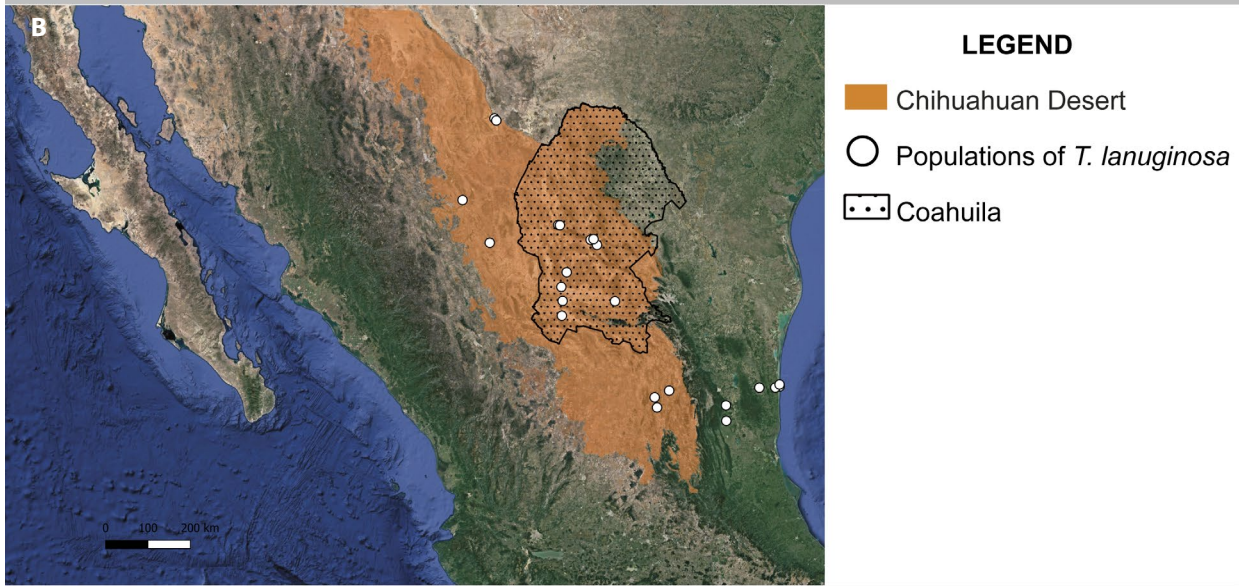 B
LEGEND
Chihuahuan Desert
Populations of T. lanuginosa
Coahuila
0 100 200 km